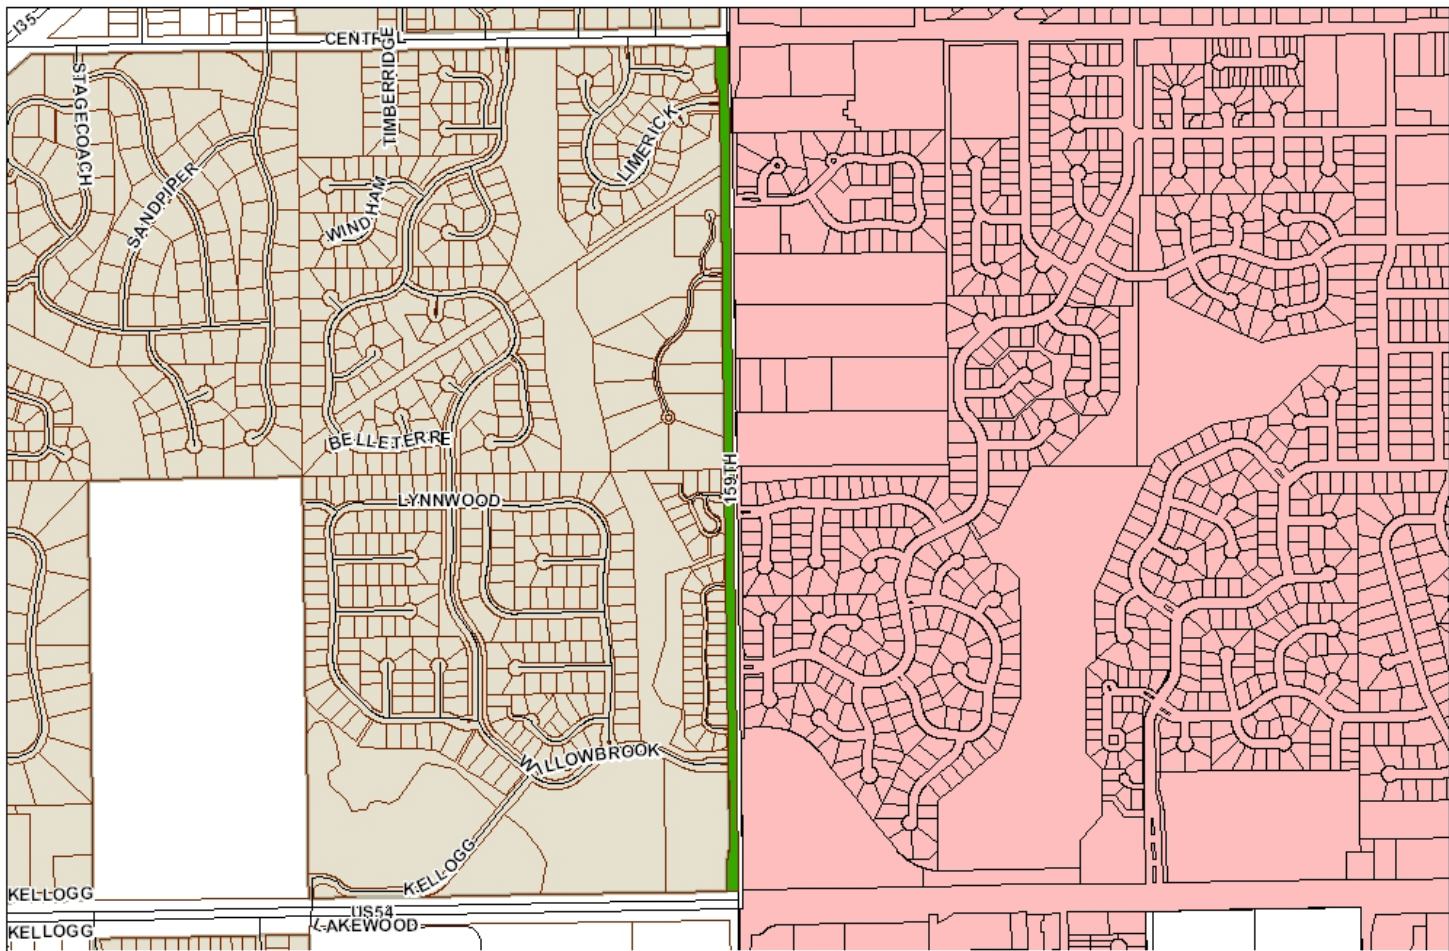 I35
CENTRAL
TIMBERRIDGE
STAGECOACH
LIMERICK
SANDPIPER
WINDHAM
BELLETERRE
159TH
LYNNWOOD
WILLOWBROOK
KELLOGG
KELLOGG
US54
LAKEWOOD
KELLOGG